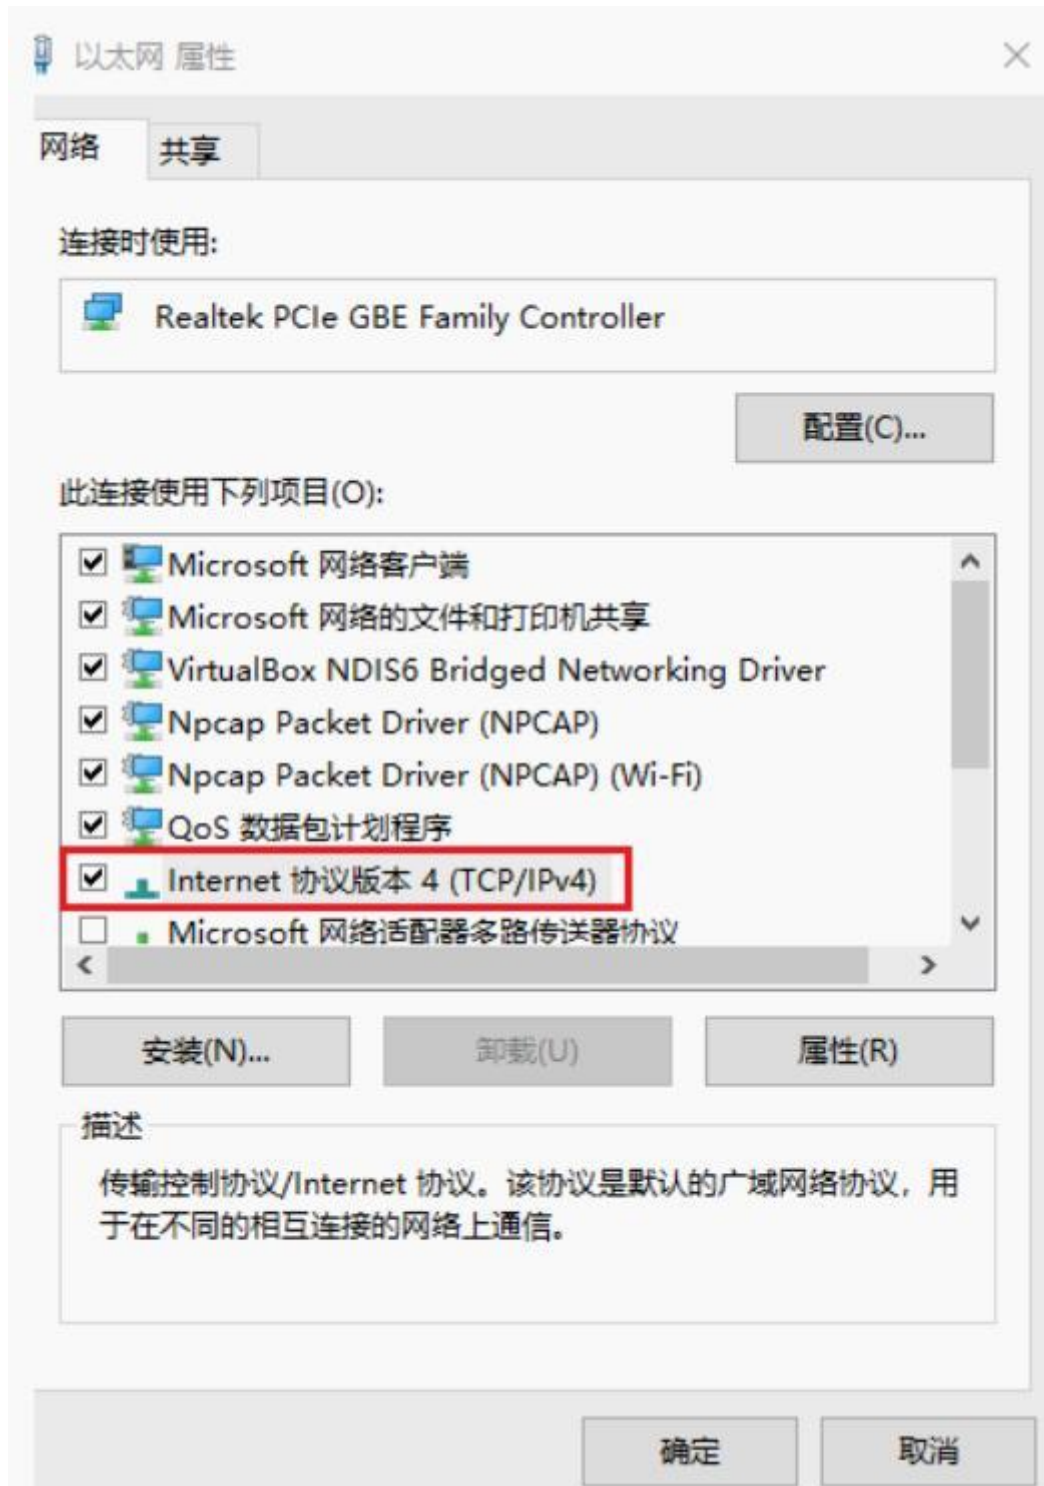 以太网 属性
网络
共享
连接时使用:
Realtek PCIe GBE Family Controller
配置(C)...
此连接使用下列项目(O):
Microsoft 网络客户端
Microsoft 网络的文件和打印机共享
VirtualBox NDIS6 Bridged Networking Driver
Npcap Packet Driver (NPCAP)
Npcap Packet Driver (NPCAP) (Wi-Fi)
QoS 数据包计划程序
Internet 协议版本 4 (TCP/IPv4)
Microsoft 网络适配器多路传送器协议
安装(N)...
卸载(U)
属性(R)
描述
传输控制协议/Internet 协议。该协议是默认的广域网络协议，用
于在不同的相互连接的网络上通信。
确定
取消